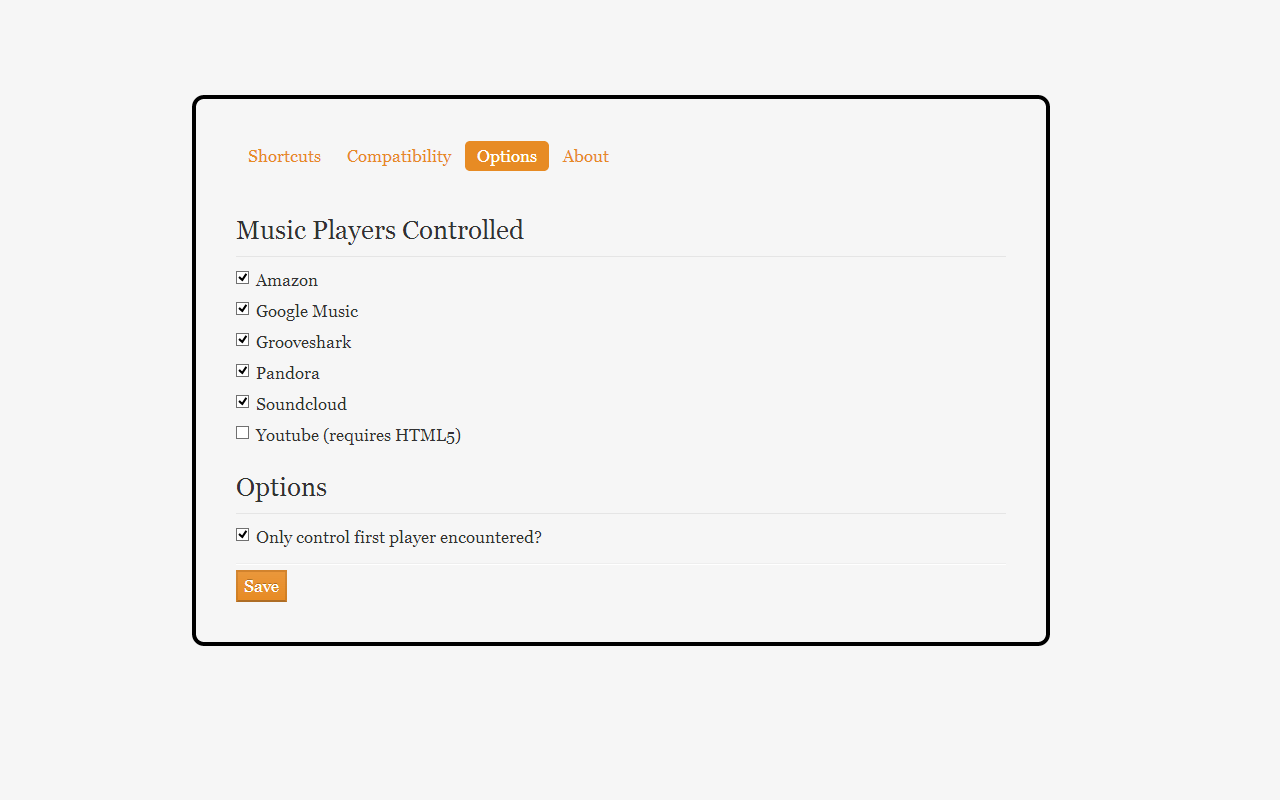 Shortcuts Compatibility Options About
Music Players Controlled
Amazon
Google Music
Grooveshark
Pandora
Soundcloud
Youtube (requires HTML5)
Options
Only control first player encountered?
Save